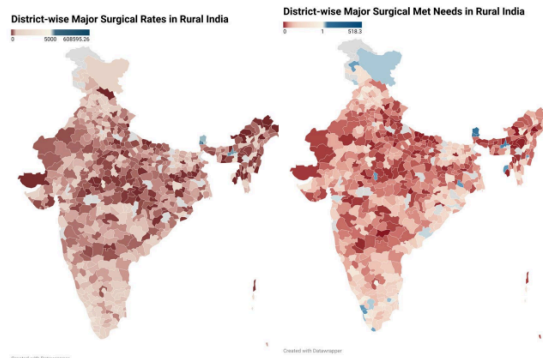 District-wise Major Surgical Rates in Rural India
0 5000 608595.26
District-wise Major Surgical Met Needs in Rural India
0 1 518.3
Created with Datawrapper